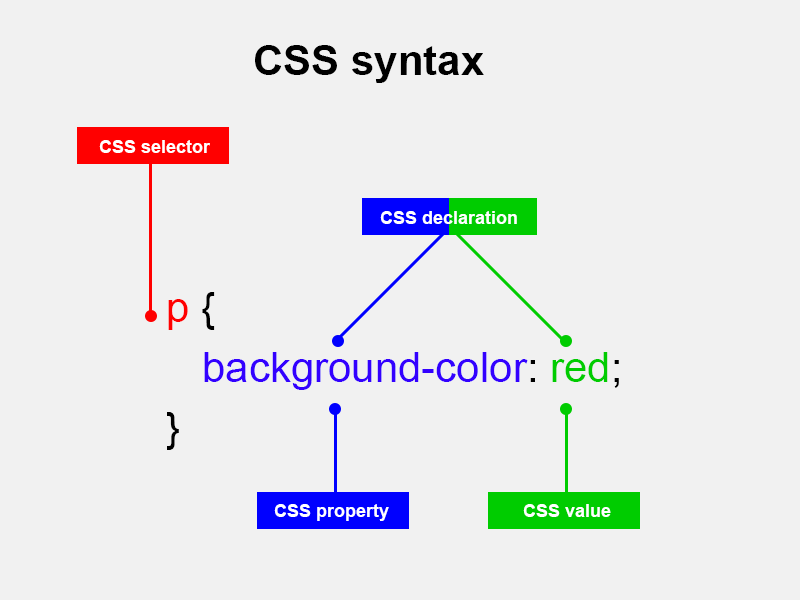 CSS syntax
CSS selector
CSS declaration
p {
background-color: red;
}
CSS property
CSS value